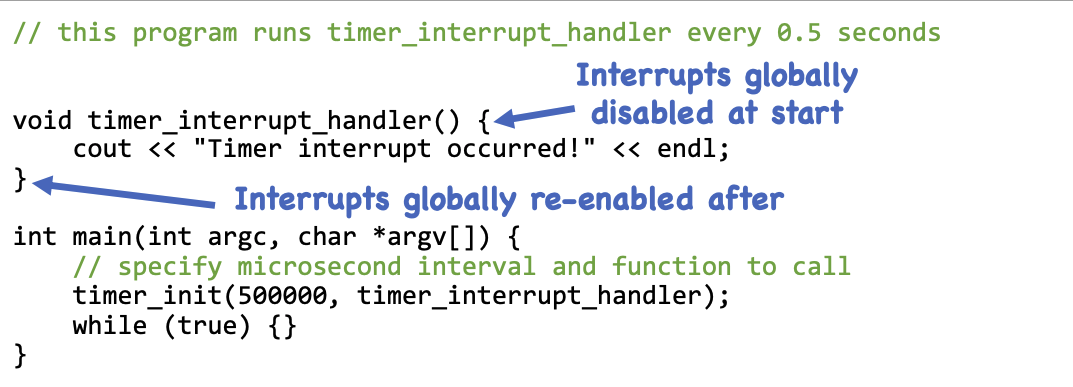 // this program runs timer_interrupt_handler every 0.5 seconds
Interrupts globally
disabled at start
void timer_interrupt_handler() {
    cout << "Timer interrupt occurred!" << endl;
}
Interrupts globally re-enabled after
int main(int argc, char *argv[]) {
    // specify microsecond interval and function to call
    timer_init(500000, timer_interrupt_handler);
    while (true) {}
}